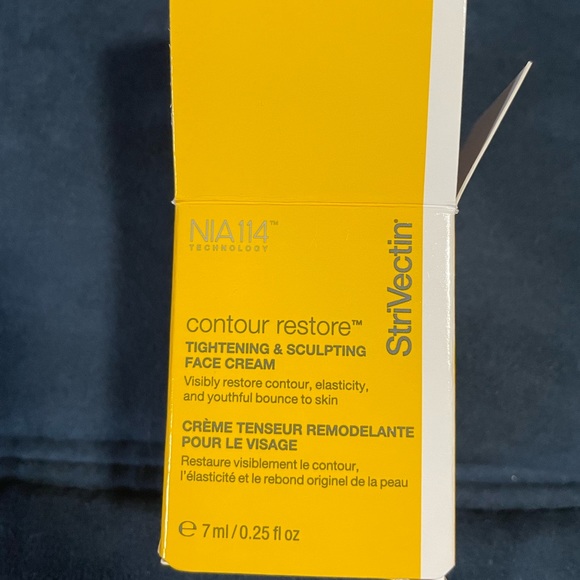 NIA114™
TECHNOLOGY
StriVectin®
contour restore™
TIGHTENING & SCULPTING
FACE CREAM
Visibly restore contour, elasticity,
and youthful bounce to skin
CRÈME TENSEUR REMODELANTE
POUR LE VISAGE
Restaure visiblement le contour,
l'élasticité et le rebond originel de la peau
℮ 7 ml / 0.25 fl oz